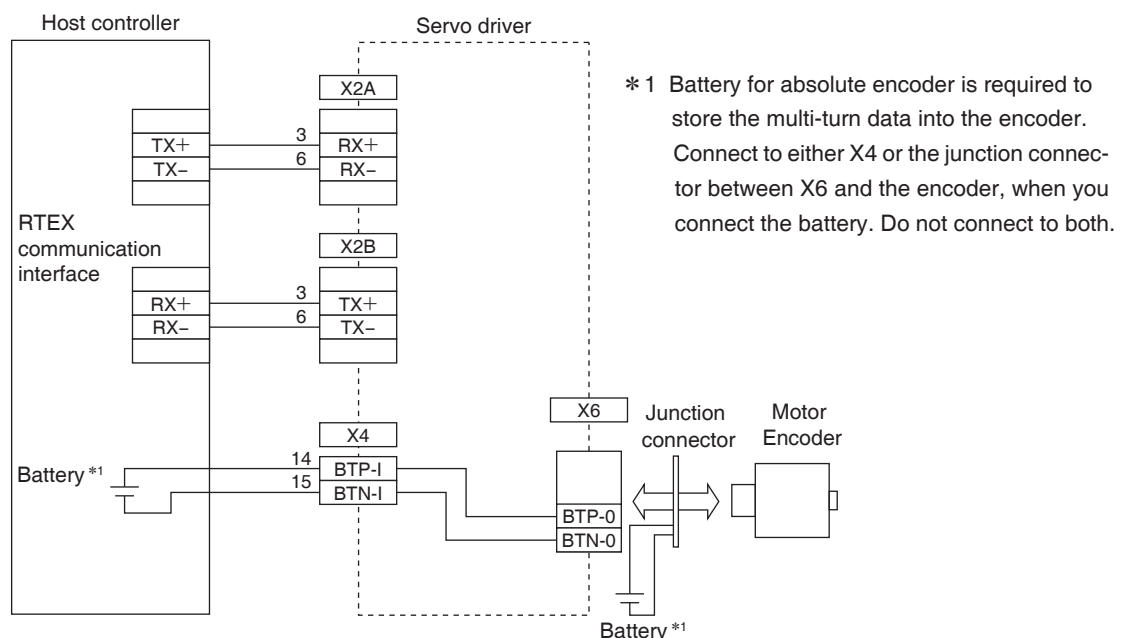 Host controller
Servo driver
X2A
TX+
TX−
3
6
RX+
RX−
RTEX
communication
interface
X2B
RX+
RX−
3
6
TX+
TX−
X4
Battery *1
14
15
BTP-I
BTN-I
X6
BTP-0
BTN-0
Junction
connector
Motor
Encoder
Battery *1
*1 Battery for absolute encoder is required to
store the multi-turn data into the encoder.
Connect to either X4 or the junction connec-
tor between X6 and the encoder, when you
connect the battery. Do not connect to both.